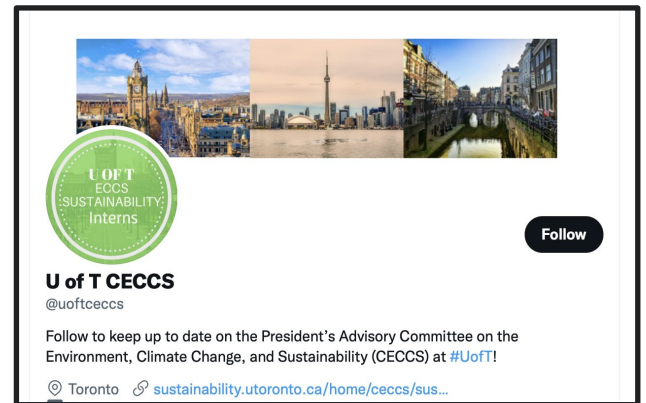 U OF T
ECCS
SUSTAINABILITY
Interns
Follow
U of T CECCS
@uoftceccs
Follow to keep up to date on the President's Advisory Committee on the
Environment, Climate Change, and Sustainability (CECCS) at #UofT!
Toronto sustainability.utoronto.ca/home/ceccs/sus...